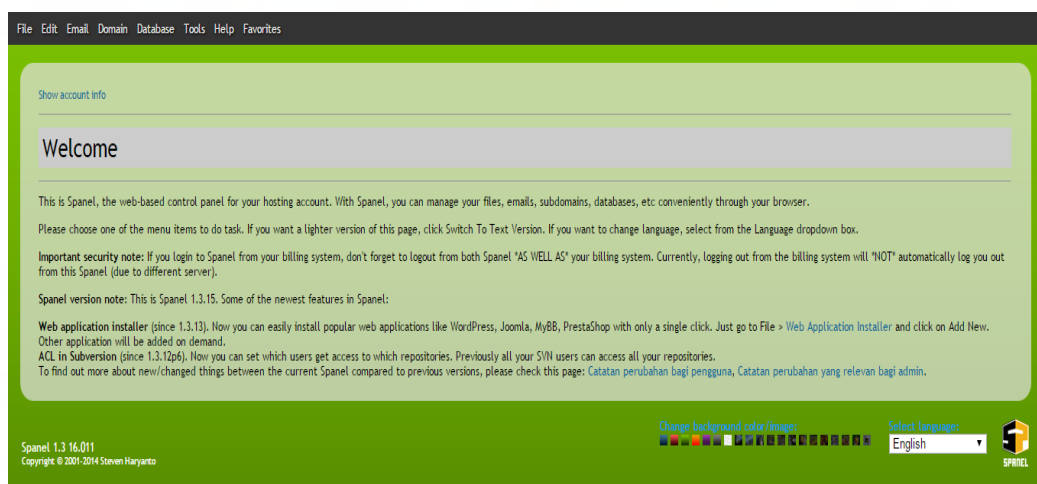 File Edit Email Domain Database Tools Help Favorites
Show account info
Welcome
This is Spanel, the web-based control panel for your hosting account. With Spanel, you can manage your files, emails, subdomains, databases, etc conveniently through your browser.
Please choose one of the menu items to do task. If you want a lighter version of this page, click Switch To Text Version. If you want to change language, select from the Language dropdown box.
Important security note: If you login to Spanel from your billing system, don't forget to logout from both Spanel *AS WELL AS* your billing system. Currently, logging out from the billing system will *NOT* automatically log you out
from this Spanel (due to different server).
Spanel version note: This is Spanel 1.3.15. Some of the newest features in Spanel:
Web application installer (since 1.3.13). Now you can easily install popular web applications like WordPress, Joomla, MyBB, PrestaShop with only a single click. Just go to File > Web Application Installer and click on Add New.
Other application will be added on demand.
ACL in Subversion (since 1.3.12p6). Now you can set which users get access to which repositories. Previously all your SVN users can access all your repositories.
To find out more about new/changed things between the current Spanel compared to previous versions, please check this page: Catatan perubahan bagi pengguna, Catatan perubahan yang relevan bagi admin.
Change background color/image:
Select language:
English
Spanel 1.3 16.011
Copyright © 2001-2014 Steven Haryanto
SPANEL